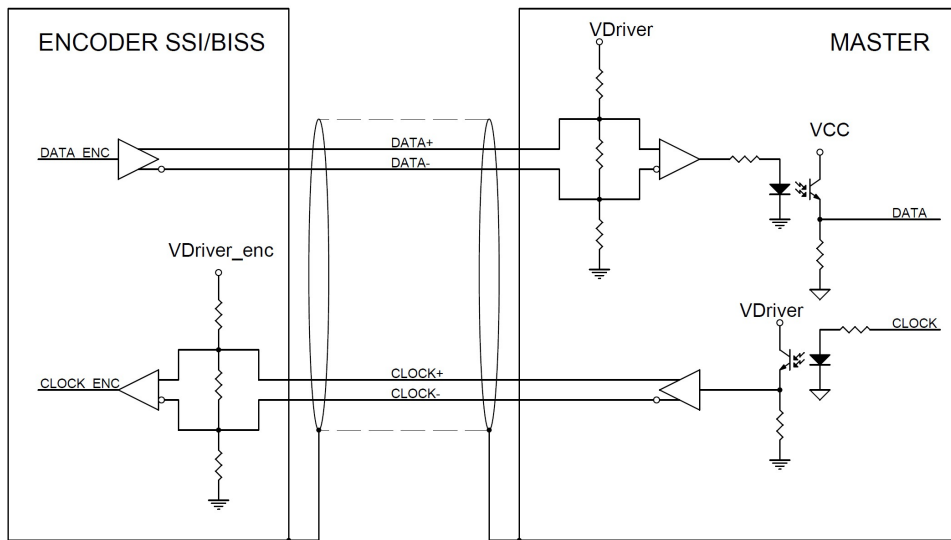 ENCODER SSI/BISS
MASTER
VDriver
VCC
DATA_ENC
DATA+
DATA-
DATA
VDriver_enc
VDriver
CLOCK
CLOCK_ENC
CLOCK+
CLOCK-